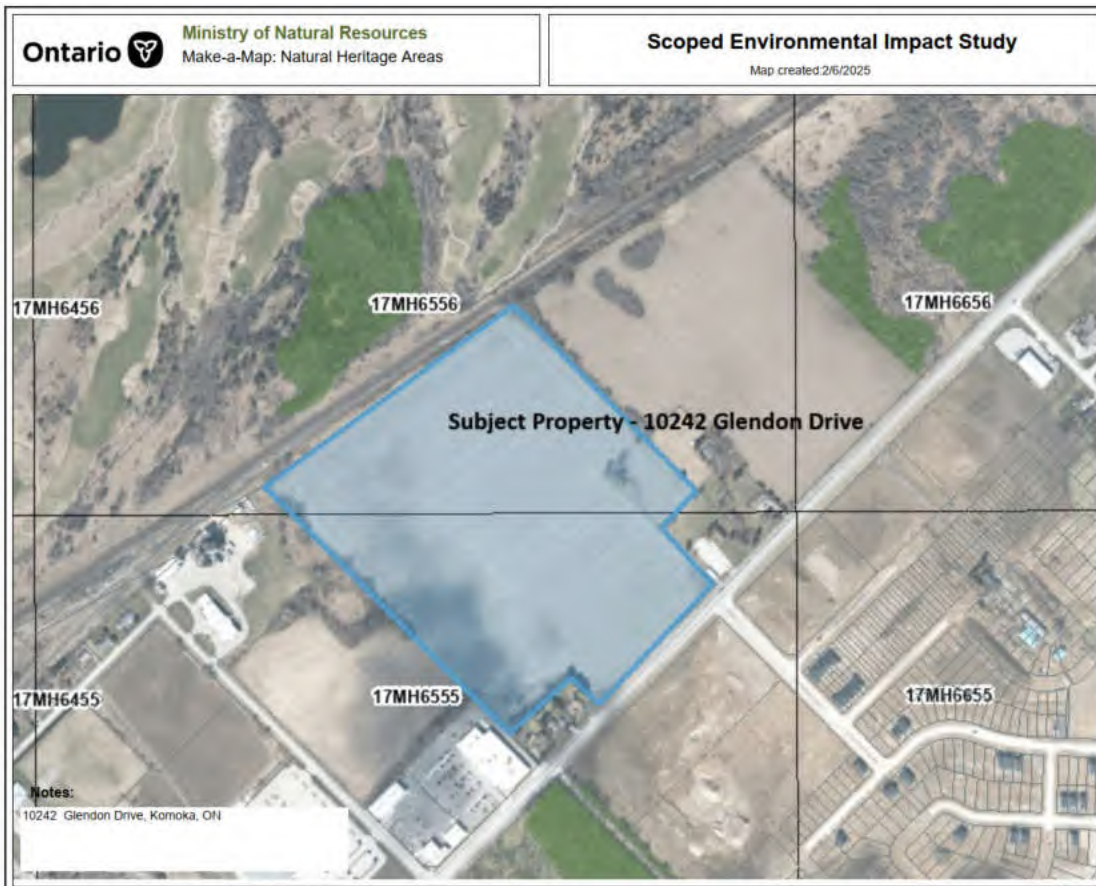 Ontario
Ministry of Natural Resources
Make-a-Map: Natural Heritage Areas
Scoped Environmental Impact Study
Map created:2/6/2025
17MH6456
17MH6556
17MH6656
Subject Property - 10242 Glendon Drive
17MH6455
17MH6555
17MH6655
Notes:
10242 Glendon Drive, Komoka, ON